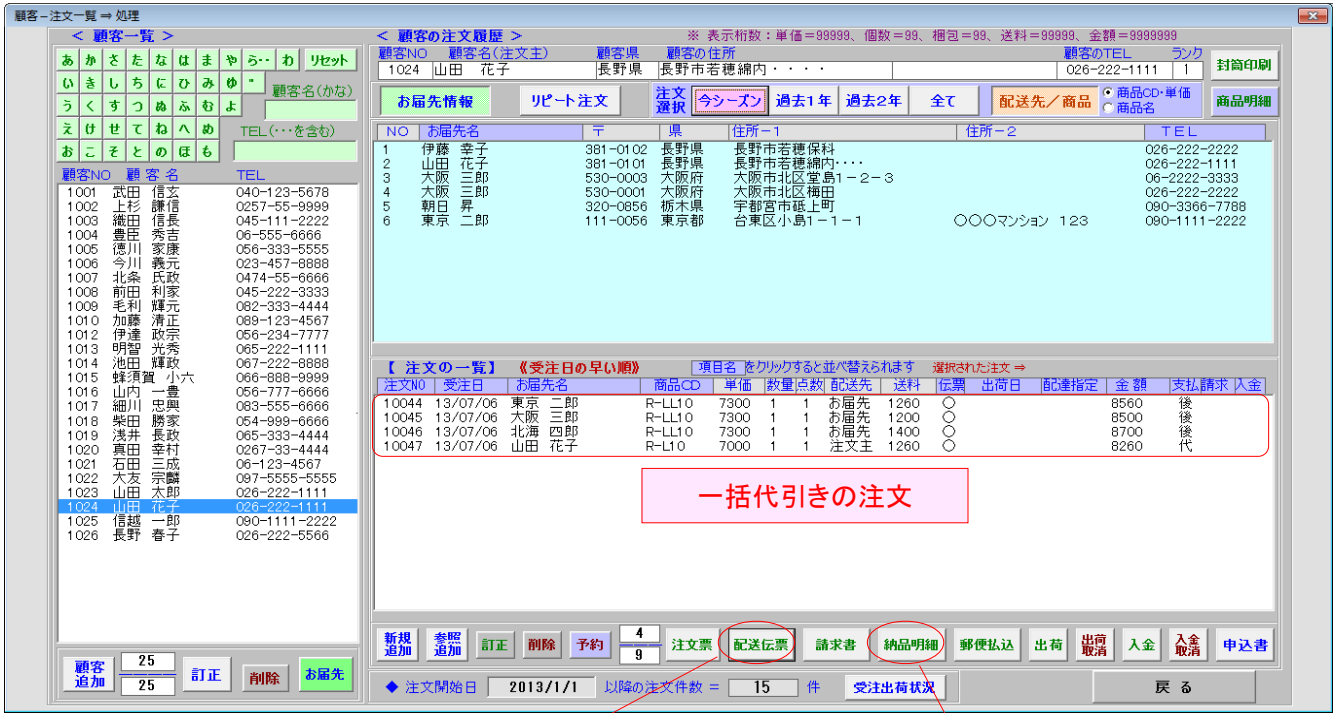 顧客－注文一覧 ⇒ 処理
＜ 顧客一覧 ＞
あ か さ た な は ま や ら‥ わ リセット
い き し ち に ひ み ゆ ゛ 顧客名(かな)
う く す つ ぬ ふ む よ
え け せ て ね へ め TEL(･･･を含む)
お こ そ と の ほ も
顧客NO 顧 客 名 TEL
1001 武田 信玄 040-123-5678
1002 上杉 謙信 0257-55-9999
1003 織田 信長 045-111-2222
1004 豊臣 秀吉 06-555-6666
1005 徳川 家康 056-333-5555
1006 今川 義元 023-457-8888
1007 北条 氏政 0474-55-6666
1008 前田 利家 045-222-3333
1009 毛利 輝元 082-333-4444
1010 加藤 清正 089-123-4567
1012 伊達 政宗 056-234-7777
1013 明智 光秀 065-222-1111
1014 池田 輝政 067-222-8888
1015 蜂須賀 小六 066-888-9999
1016 山内 一豊 056-777-6666
1017 細川 忠興 083-555-6666
1018 柴田 勝家 054-999-6666
1019 浅井 長政 065-333-4444
1020 真田 幸村 0267-33-4444
1021 石田 三成 06-123-4567
1022 大友 宗麟 097-5555-5555
1023 山田 太郎 026-222-1111
1024 山田 花子 026-222-1111
1025 信越 一郎 090-1111-2222
1026 長野 春子 026-222-5566
顧客追加 25 25 訂正 削除 お届先
＜ 顧客の注文履歴 ＞ ※ 表示桁数：単価=99999、個数=99、梱包=99、送料=99999、金額=9999999
顧客NO 顧客名(注文主) 顧客県 顧客の住所 顧客のTEL ランク
1024 山田 花子 長野県 長野市若穂綿内・・・・ 026-222-1111 1 封筒印刷
お届先情報 リピート注文 注文選択 今シーズン 過去1年 過去2年 全て 配送先／商品 商品CD･単価 商品名 商品明細
NO お届先名 〒 県 住所－1 住所－2 TEL
1 伊藤 幸子 381-0102 長野県 長野市若穂保科 026-222-2222
2 山田 花子 381-0101 長野県 長野市若穂綿内････ 026-222-1111
3 大阪 三郎 530-0003 大阪府 大阪市北区堂島1－2－3 06-2222-3333
4 大阪 三郎 530-0001 大阪府 大阪市北区梅田 026-222-2222
5 朝日 昇 320-0856 栃木県 宇都宮市砥上町 090-3366-7788
6 東京 二郎 111-0056 東京都 台東区小島1－1－1 〇〇〇マンション 123 090-1111-2222
【 注文の一覧】 《受注日の早い順》 項目名 をクリックすると並べ替えられます 選択された注文 ⇒
注文NO 受注日 お届先名 商品CD 単価 数量 点数 配送先 送料 伝票 出荷日 配達指定 金額 支払 請求 入金
10044 13/07/06 東京 二郎 R-LL10 7300 1 1 お届先 1260 ○ 8560 後
10045 13/07/06 大阪 三郎 R-LL10 7300 1 1 お届先 1200 ○ 8500 後
10046 13/07/06 北海 四郎 R-LL10 7300 1 1 お届先 1400 ○ 8700 後
10047 13/07/06 山田 花子 R-L10 7000 1 1 注文主 1260 ○ 8260 代
一括代引きの注文
新規追加 参照追加 訂正 削除 予約 4 9 注文票 配送伝票 請求書 納品明細 郵便払込 出荷 出荷取消 入金 入金取消 申込書
◆ 注文開始日 2013/1/1 以降の注文件数 = 15 件 受注出荷状況 戻 る